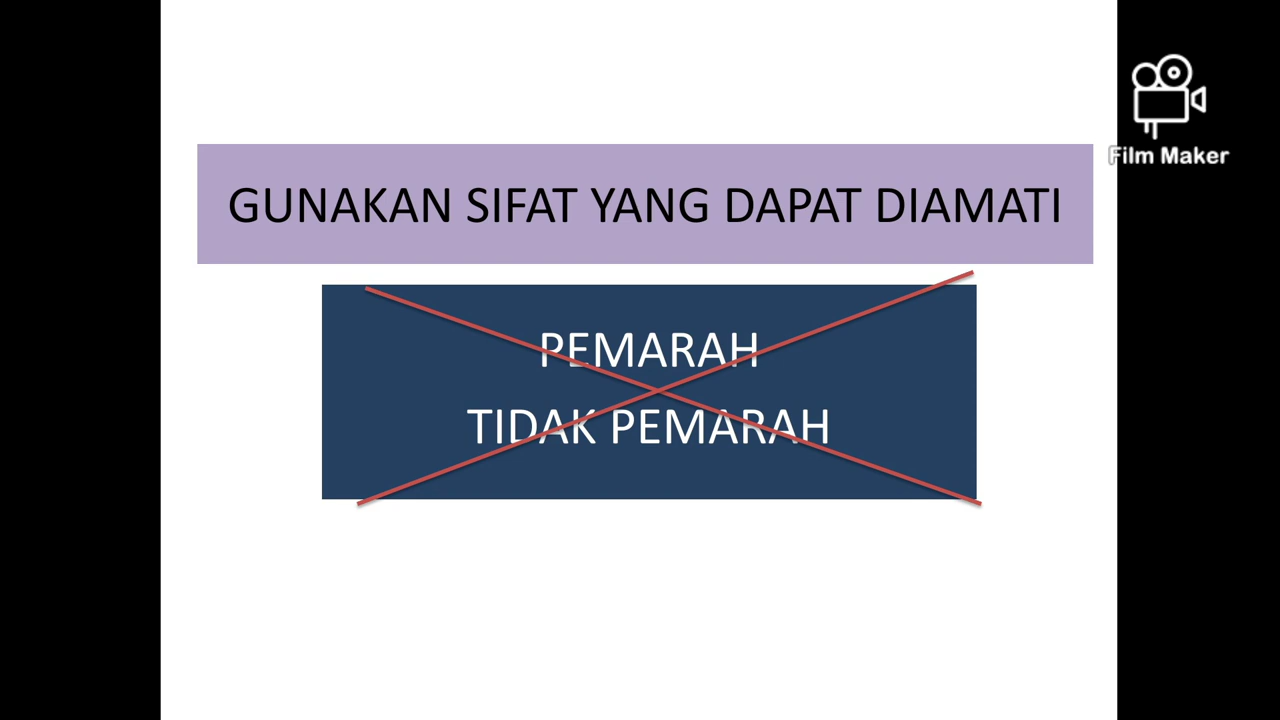 GUNAKAN SIFAT YANG DAPAT DIAMATI
PEMARAH
TIDAK PEMARAH
Film Maker